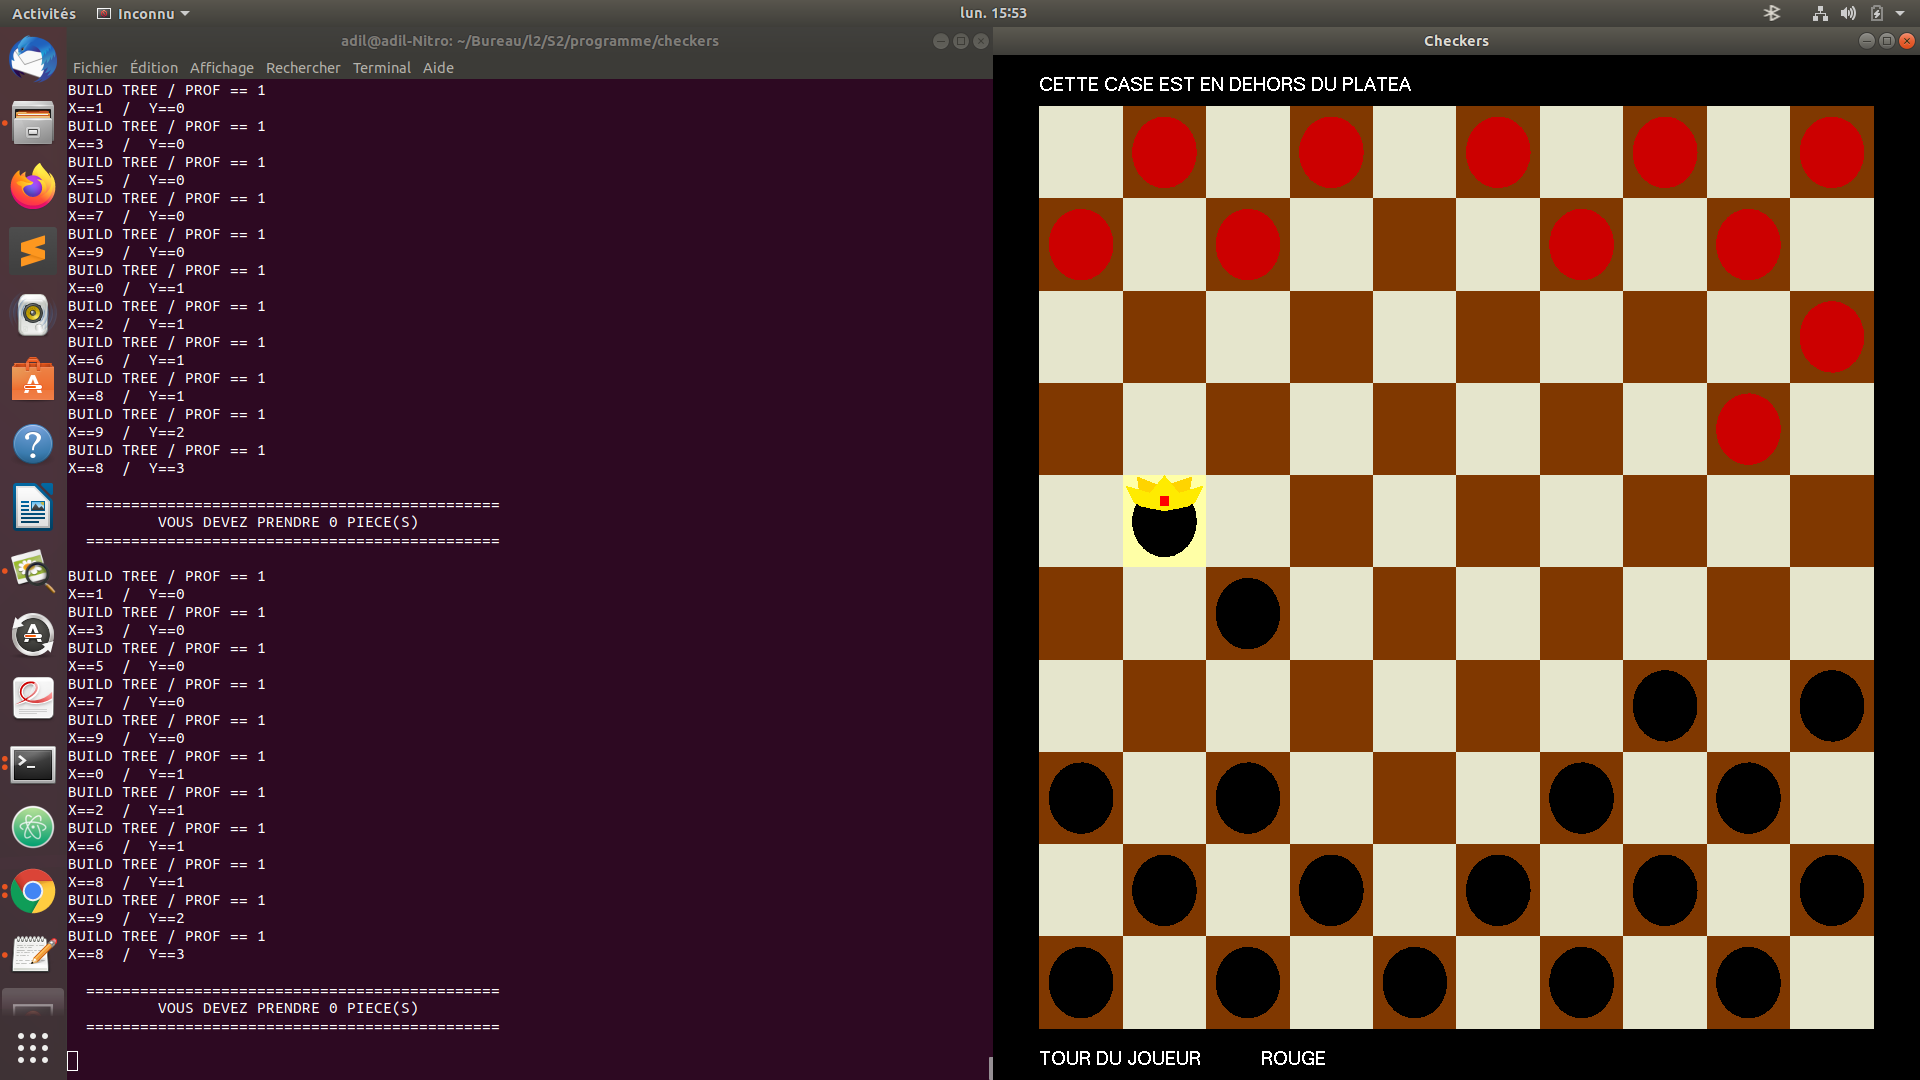 Activités Inconnu lun. 15:53
adil@adil-Nitro: ~/Bureau/l2/S2/programme/checkers
Fichier Édition Affichage Rechercher Terminal Aide
BUILD TREE / PROF == 1
X==1 / Y==0
BUILD TREE / PROF == 1
X==3 / Y==0
BUILD TREE / PROF == 1
X==5 / Y==0
BUILD TREE / PROF == 1
X==7 / Y==0
BUILD TREE / PROF == 1
X==9 / Y==0
BUILD TREE / PROF == 1
X==0 / Y==1
BUILD TREE / PROF == 1
X==2 / Y==1
BUILD TREE / PROF == 1
X==6 / Y==1
BUILD TREE / PROF == 1
X==8 / Y==1
BUILD TREE / PROF == 1
X==9 / Y==2
BUILD TREE / PROF == 1
X==8 / Y==3
==============================================
VOUS DEVEZ PRENDRE 0 PIECE(S)
==============================================
BUILD TREE / PROF == 1
X==1 / Y==0
BUILD TREE / PROF == 1
X==3 / Y==0
BUILD TREE / PROF == 1
X==5 / Y==0
BUILD TREE / PROF == 1
X==7 / Y==0
BUILD TREE / PROF == 1
X==9 / Y==0
BUILD TREE / PROF == 1
X==0 / Y==1
BUILD TREE / PROF == 1
X==2 / Y==1
BUILD TREE / PROF == 1
X==6 / Y==1
BUILD TREE / PROF == 1
X==8 / Y==1
BUILD TREE / PROF == 1
X==9 / Y==2
BUILD TREE / PROF == 1
X==8 / Y==3
==============================================
VOUS DEVEZ PRENDRE 0 PIECE(S)
==============================================
Checkers
CETTE CASE EST EN DEHORS DU PLATEA
TOUR DU JOUEUR ROUGE